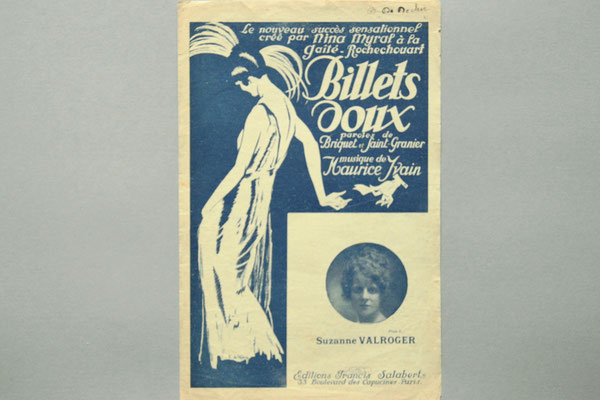 Le nouveau succès sensationnel
créé par Nina Myral à la
Gaîté-Rochechouart
Billets
doux
paroles de
Briquet et Saint-Granier
musique de
Maurice Yvain
Suzanne VALROGER
Editions Francis Salabert
35 Boulevard des Capucines Paris.